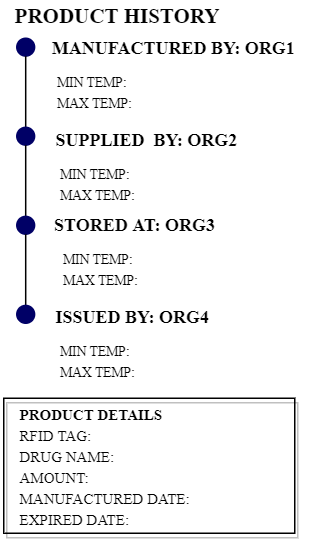 PRODUCT HISTORY
MANUFACTURED BY: ORG1
MIN TEMP:
MAX TEMP:
SUPPLIED BY: ORG2
MIN TEMP:
MAX TEMP:
STORED AT: ORG3
MIN TEMP:
MAX TEMP:
ISSUED BY: ORG4
MIN TEMP:
MAX TEMP:
PRODUCT DETAILS
RFID TAG:
DRUG NAME:
AMOUNT:
MANUFACTURED DATE:
EXPIRED DATE: